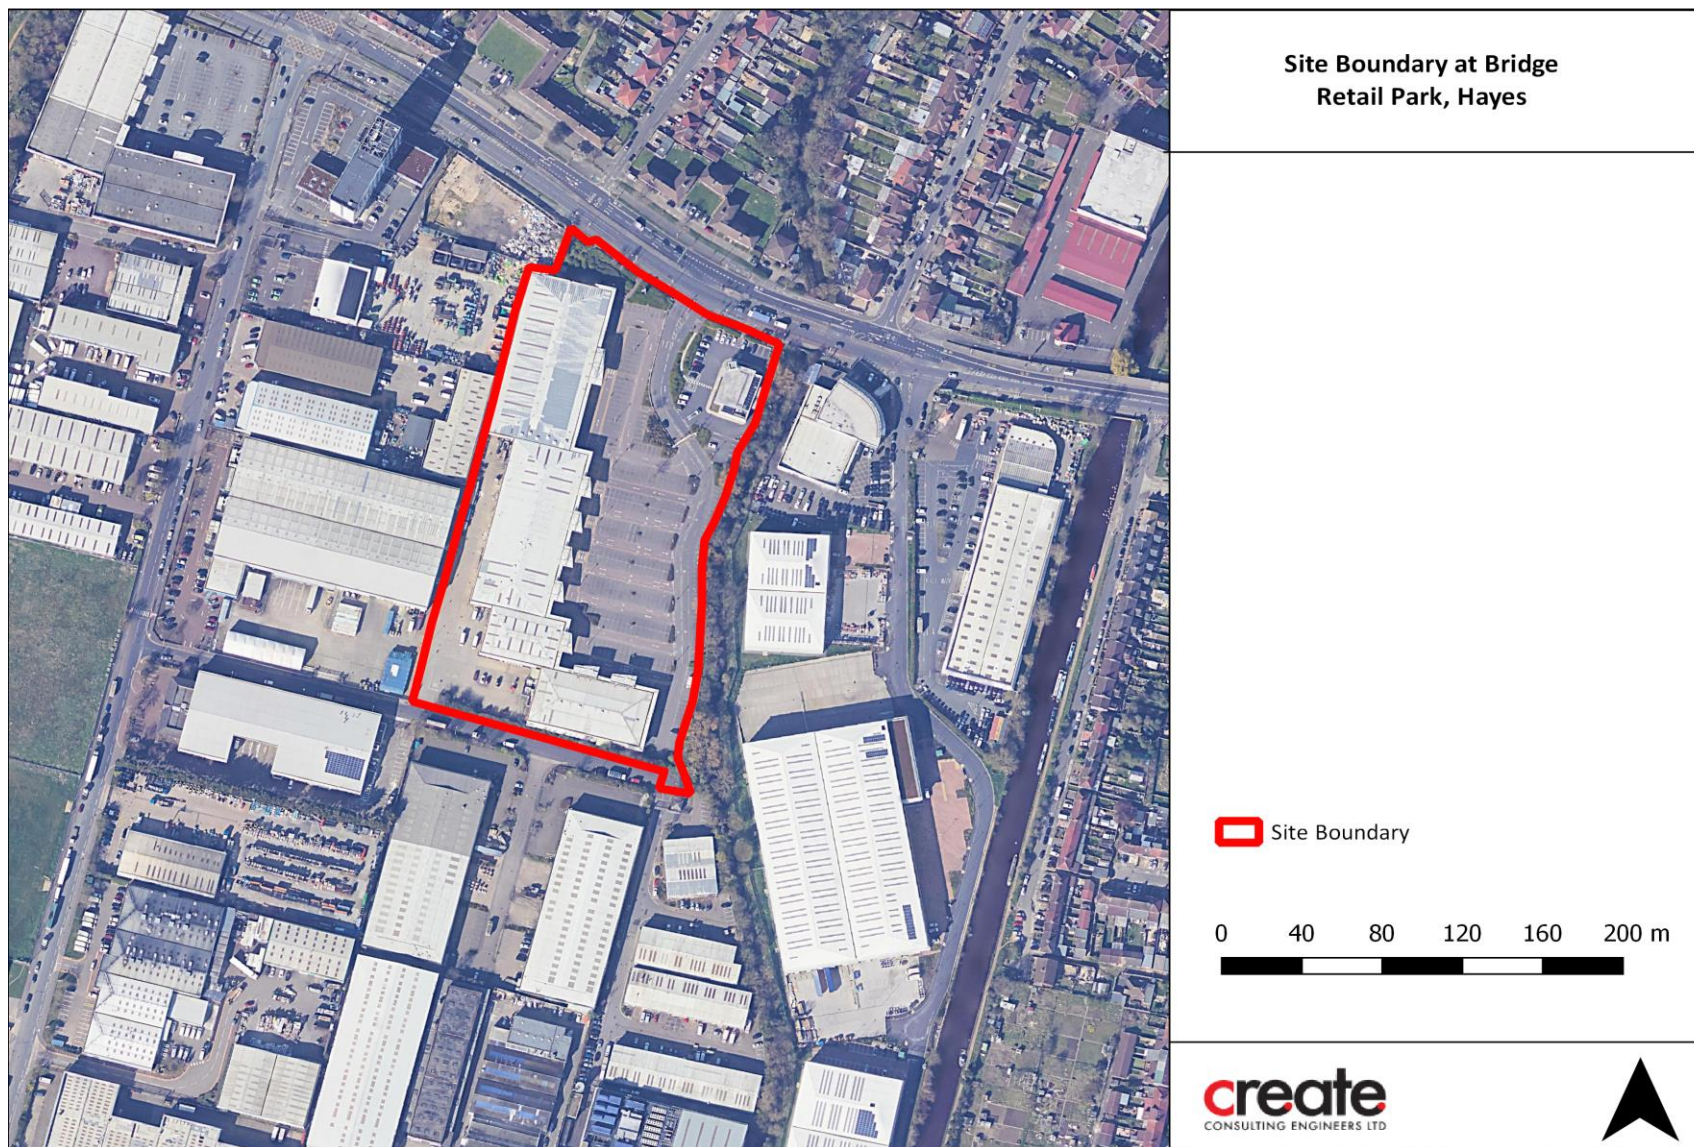 Site Boundary at Bridge
Retail Park, Hayes
Site Boundary
0 40 80 120 160 200 m
create
CONSULTING ENGINEERS LTD